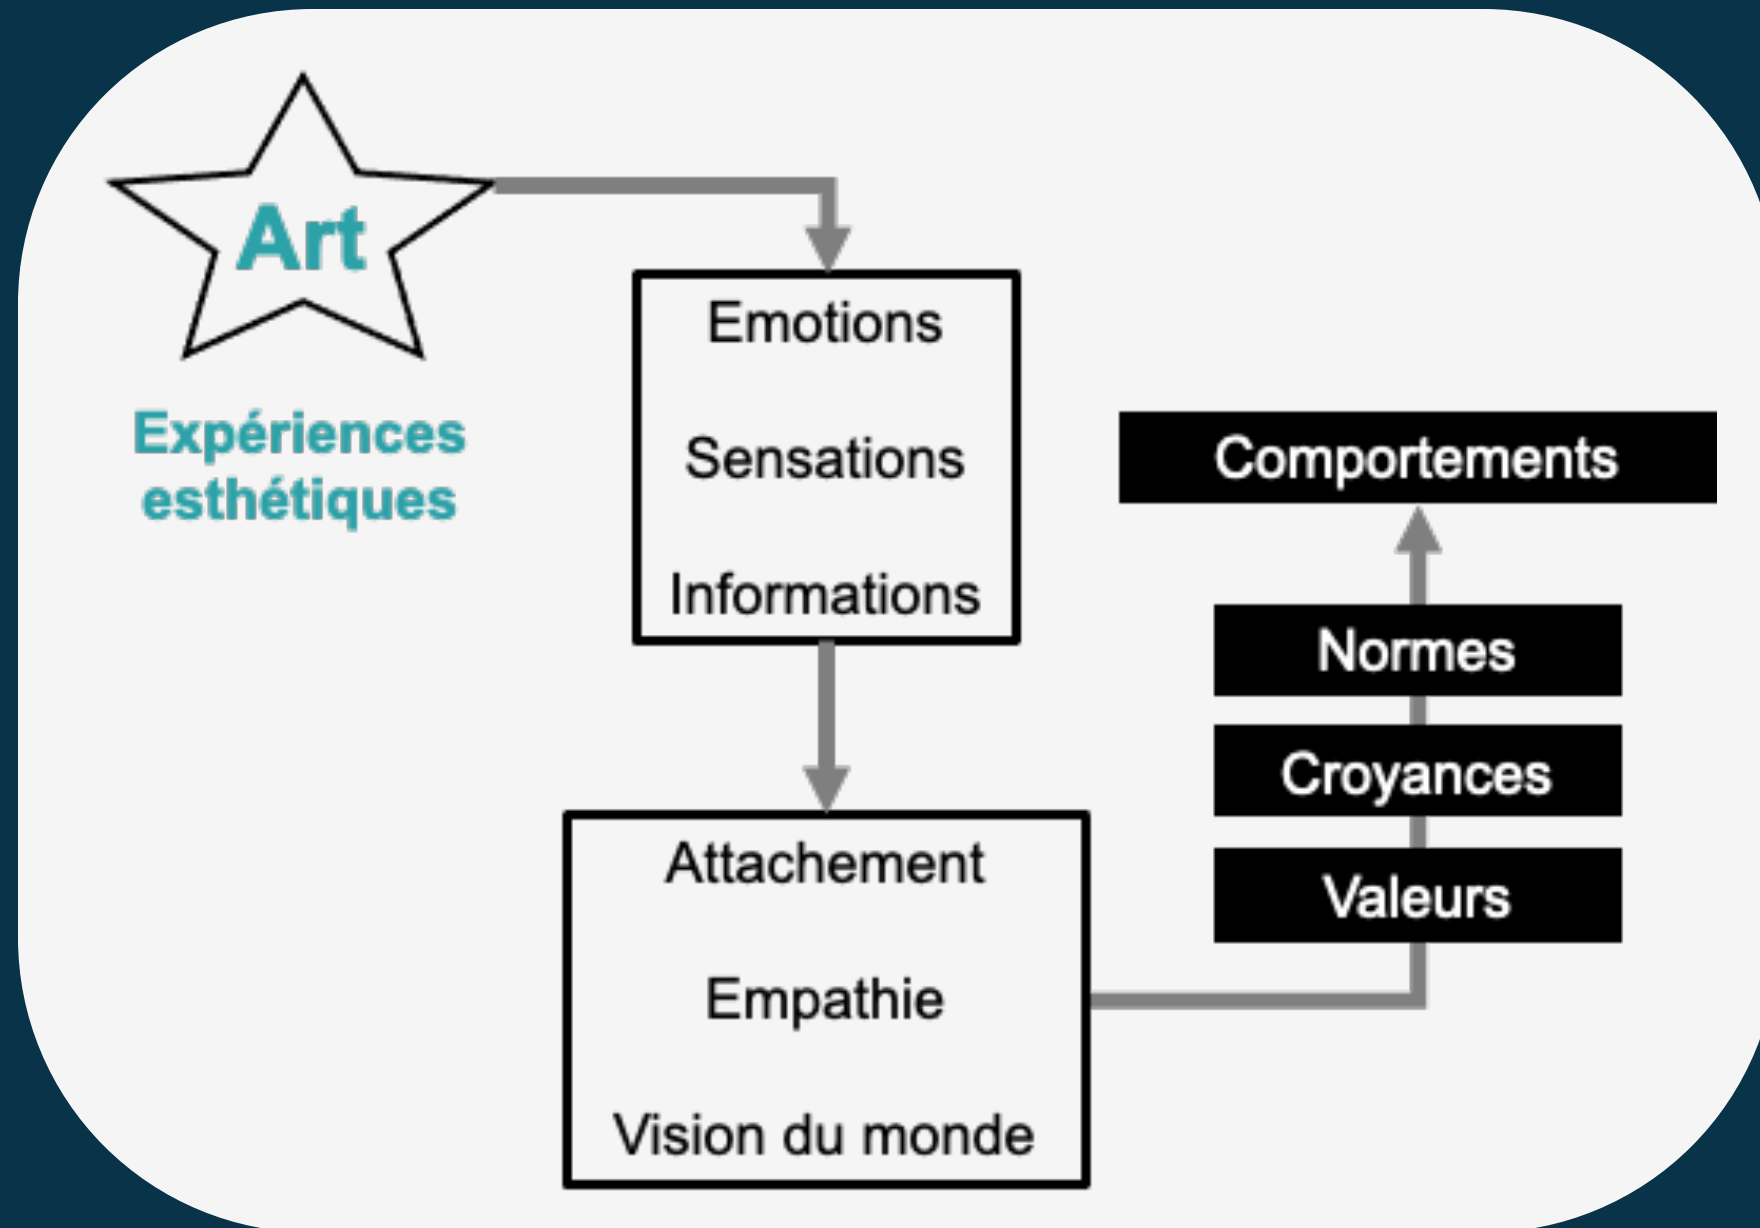 Art
Expériences
esthétiques
Emotions
Sensations
Informations
Attachement
Empathie
Vision du monde
Comportements
Normes
Croyances
Valeurs